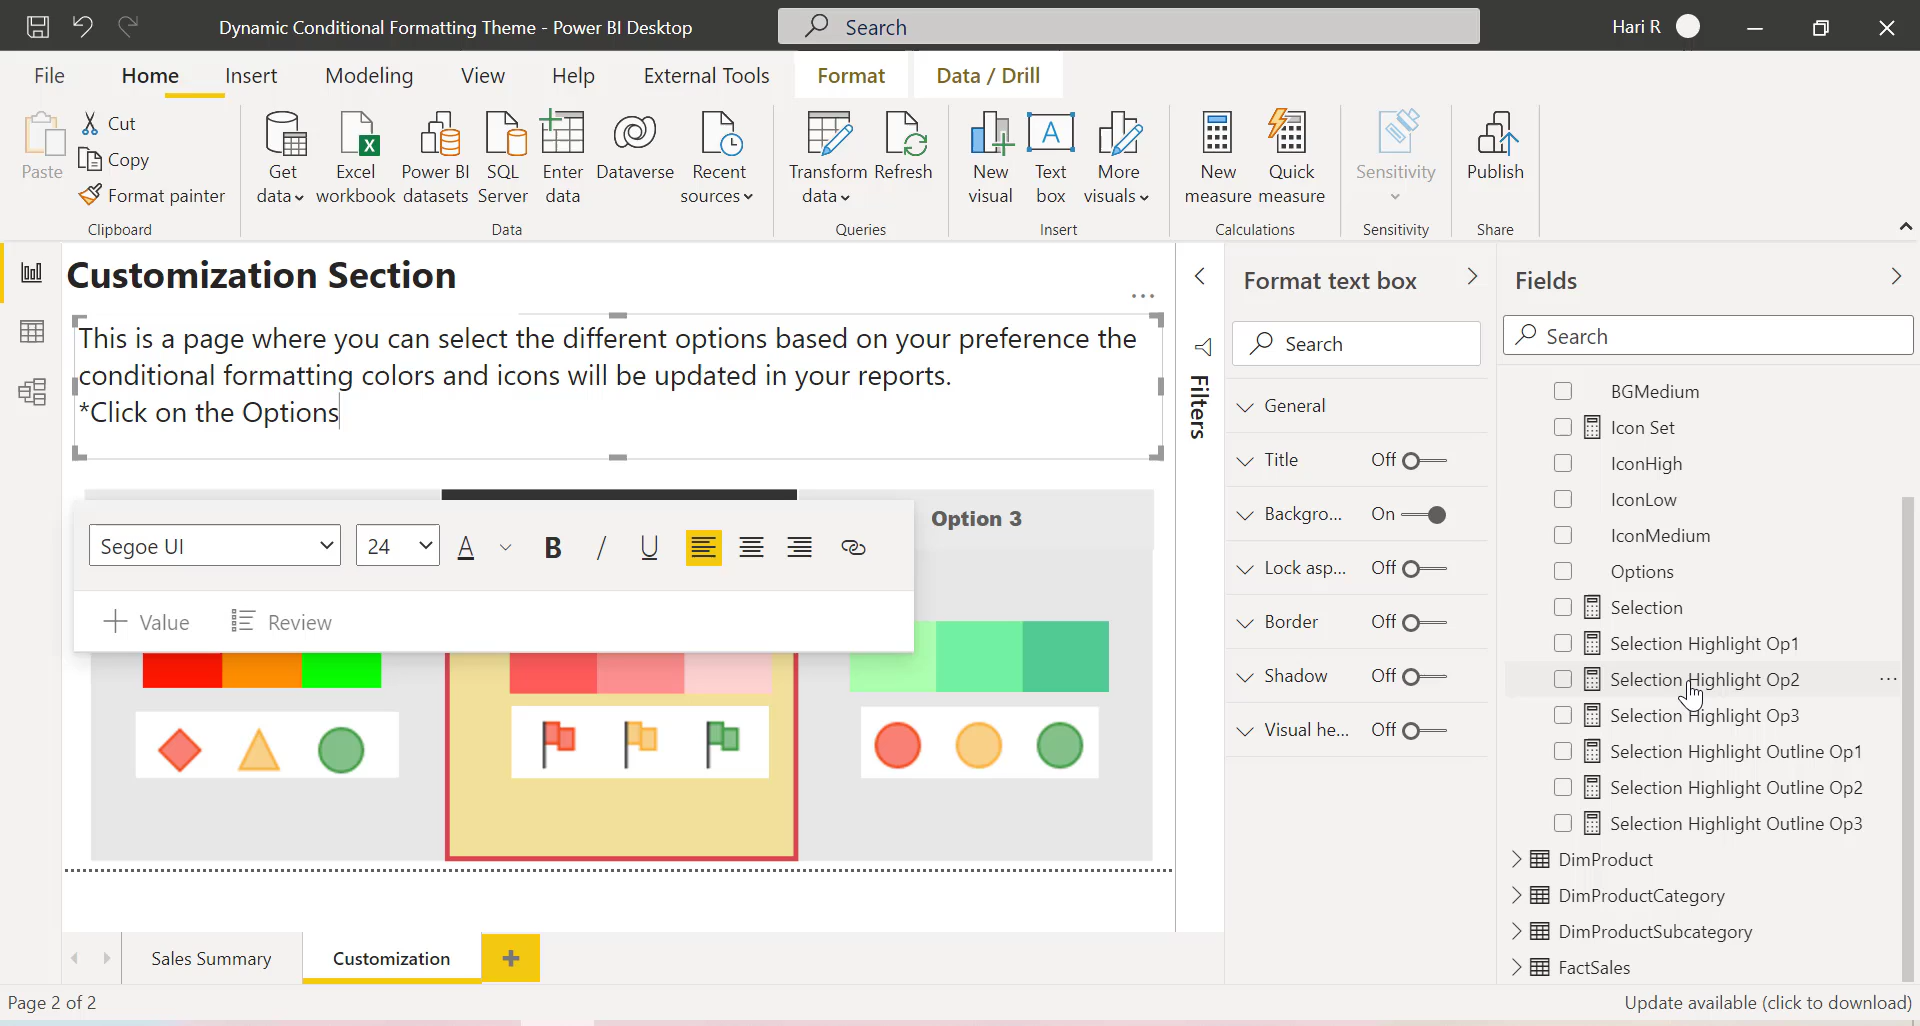 Dynamic Conditional Formatting Theme - Power BI Desktop
Search
Hari R
File
Home
Insert
Modeling
View
Help
External Tools
Format
Data / Drill
Paste
Cut
Copy
Format painter
Clipboard
Get
data
Excel
workbook
Power BI
datasets
SQL
Server
Enter
data
Dataverse
Recent
sources
Data
Transform
data
Refresh
Queries
New
visual
A
Text
box
More
visuals
Insert
New
measure
Quick
measure
Calculations
Sensitivity
Sensitivity
Publish
Share
Customization Section
This is a page where you can select the different options based on your preference the
conditional formatting colors and icons will be updated in your reports.
*Click on the Options
Segoe UI
24
A
B
I
U
Value
Review
Option 3
Filters
Format text box
Search
General
Title Off
Backgro... On
Lock asp... Off
Border Off
Shadow Off
Visual he... Off
Fields
Search
BGMedium
Icon Set
IconHigh
IconLow
IconMedium
Options
Selection
Selection Highlight Op1
Selection Highlight Op2
Selection Highlight Op3
Selection Highlight Outline Op1
Selection Highlight Outline Op2
Selection Highlight Outline Op3
DimProduct
DimProductCategory
DimProductSubcategory
FactSales
Sales Summary
Customization
Page 2 of 2
Update available (click to download)